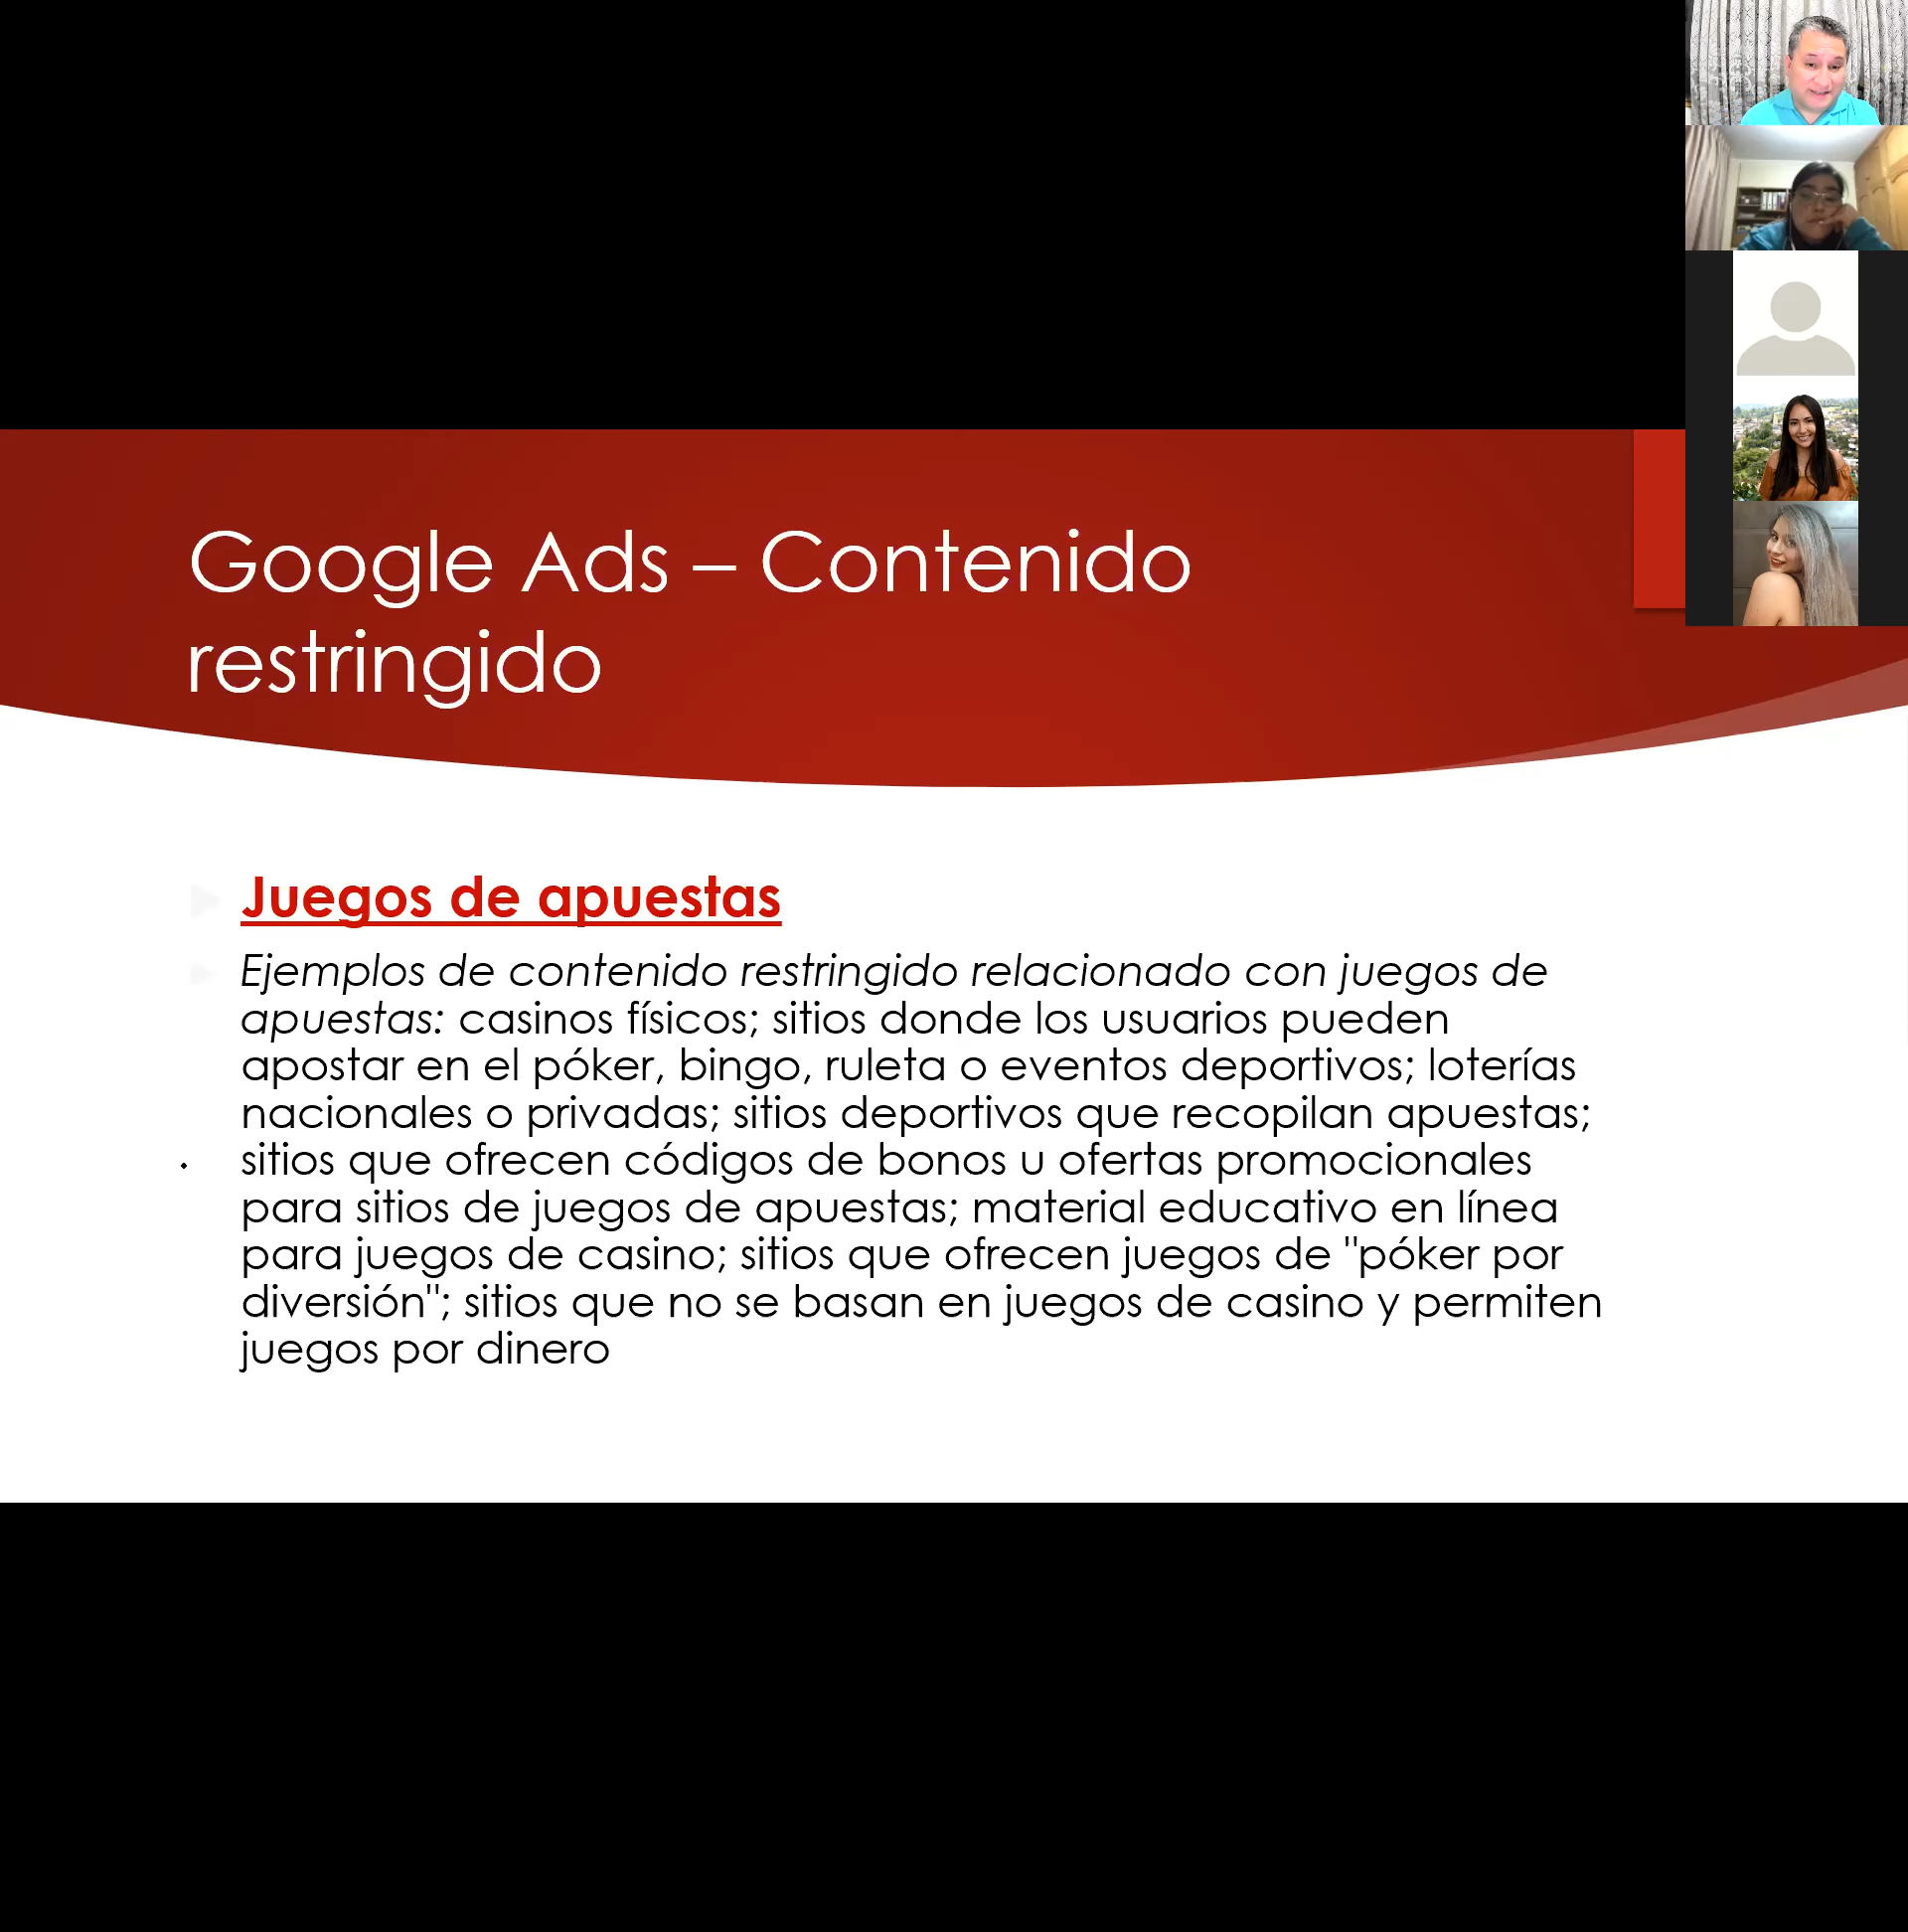 Google Ads – Contenido
restringido
Juegos de apuestas
Ejemplos de contenido restringido relacionado con juegos de
apuestas: casinos físicos; sitios donde los usuarios pueden
apostar en el póker, bingo, ruleta o eventos deportivos; loterías
nacionales o privadas; sitios deportivos que recopilan apuestas;
sitios que ofrecen códigos de bonos u ofertas promocionales
para sitios de juegos de apuestas; material educativo en línea
para juegos de casino; sitios que ofrecen juegos de "póker por
diversión"; sitios que no se basan en juegos de casino y permiten
juegos por dinero